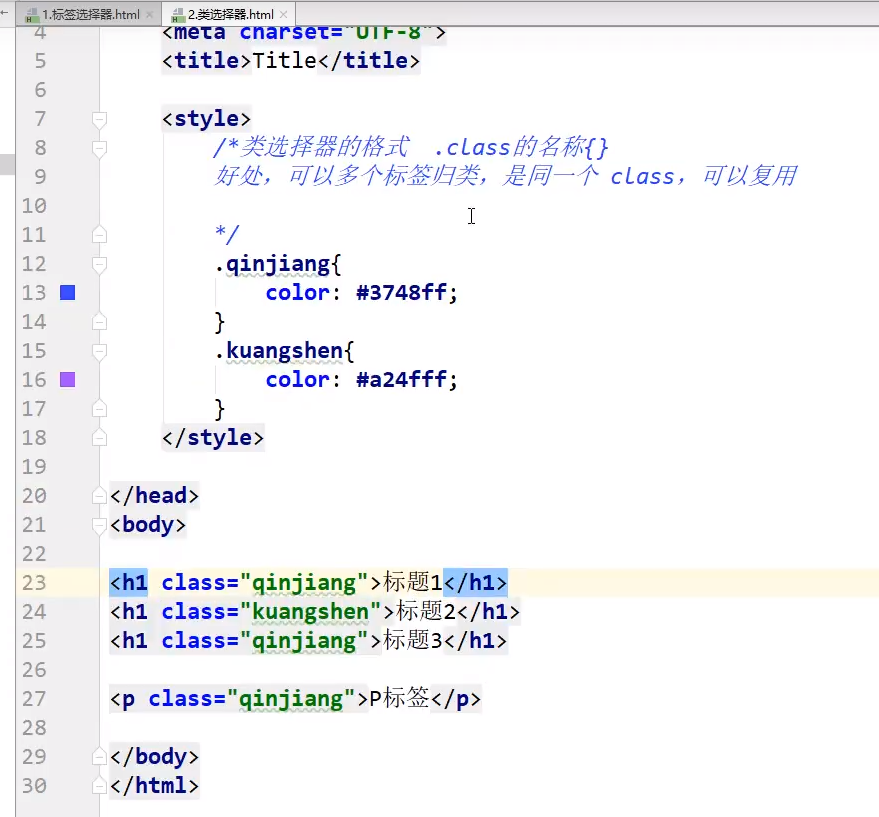 1.标签选择器.html 2.类选择器.html
4 <meta charset="UTF-8">
5 <title>Title</title>
6
7 <style>
8 /*类选择器的格式 .class的名称{}
9 好处，可以多个标签归类，是同一个 class，可以复用
10
11 */
12 .qinjiang{
13 color: #3748ff;
14 }
15 .kuangshen{
16 color: #a24fff;
17 }
18 </style>
19
20 </head>
21 <body>
22
23 <h1 class="qinjiang">标题1</h1>
24 <h1 class="kuangshen">标题2</h1>
25 <h1 class="qinjiang">标题3</h1>
26
27 <p class="qinjiang">P标签</p>
28
29 </body>
30 </html>